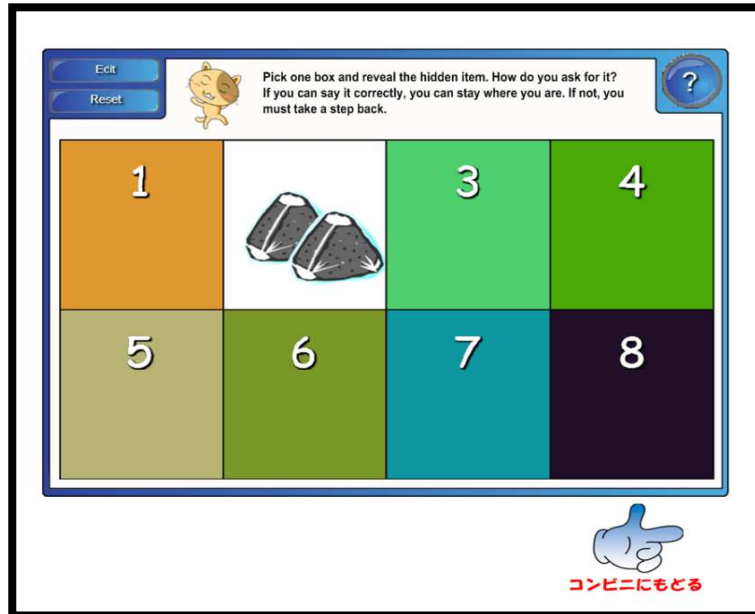 Edit
Reset
Pick one box and reveal the hidden item. How do you ask for it?
If you can say it correctly, you can stay where you are. If not, you
must take a step back.
?
1
3
4
5
6
7
8
コンビニにもどる